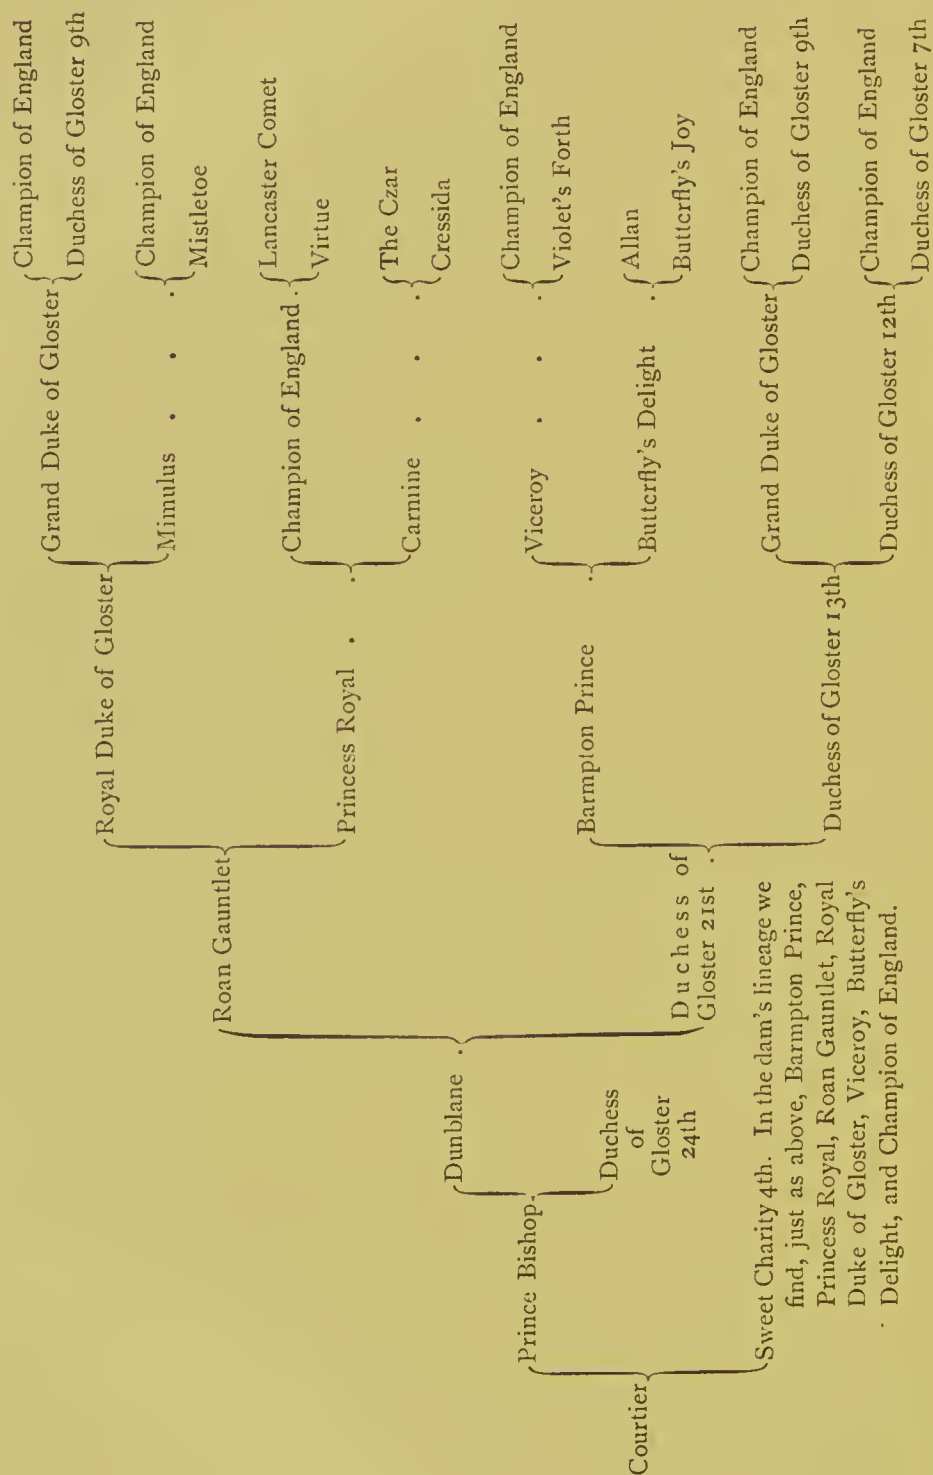 Courtier
Prince Bishop.
Dunblane .
Roan Gauntlet
Royal Duke of Gloster
Grand Duke of Gloster
Champion of England
Duchess of Gloster 9th
Mimulus . . .
Champion of England
Mistletoe
Princess Royal . .
Champion of England .
Lancaster Comet
Virtue
Carmine . . .
The Czar
Cressida
Duchess of
Gloster 21st .
Barmpton Prince .
Viceroy . . .
Champion of England
Violet's Forth
Butterfly's Delight .
Allan
Butterfly's Joy
Duchess of Gloster 13th
Grand Duke of Gloster
Champion of England
Duchess of Gloster 9th
Duchess of Gloster 12th
Champion of England
Duchess of Gloster 7th
Duchess
of
Gloster
24th
Sweet Charity 4th. In the dam's lineage we
find, just as above, Barmpton Prince,
Princess Royal, Roan Gauntlet, Royal
Duke of Gloster, Viceroy, Butterfly's
Delight, and Champion of England.